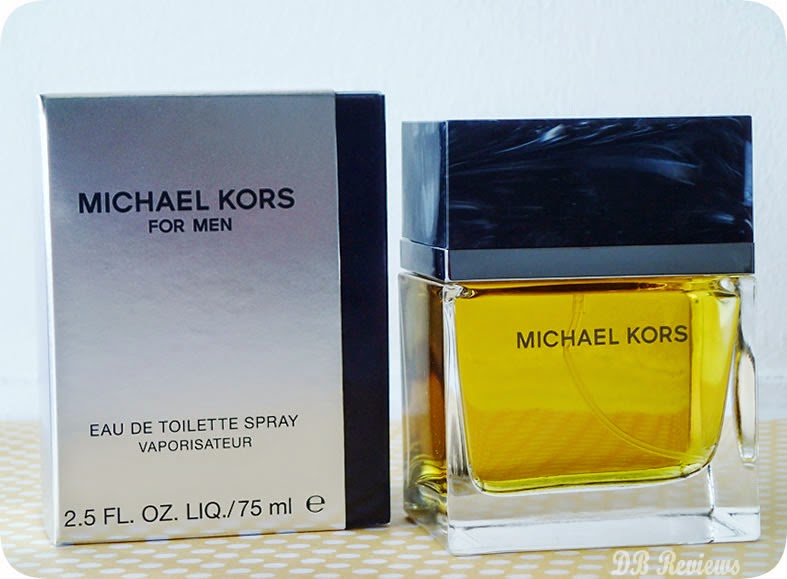 MICHAEL KORS
FOR MEN
EAU DE TOILETTE SPRAY
VAPORISATEUR
2.5 FL. OZ. LIQ./75 ml ℮
MICHAEL KORS
DB Reviews